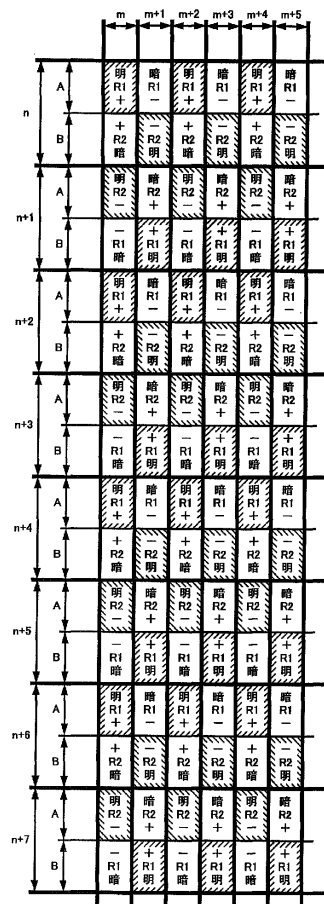 m m+1 m+2 m+3 m+4 m+5
n
A
明 暗 明 暗 明 暗
R1 R1 R1 R1 R1 R1
+ − + − + −
B
+ − + − + −
R2 R2 R2 R2 R2 R2
暗 明 暗 明 暗 明
n+1
A
明 暗 明 暗 明 暗
R2 R2 R2 R2 R2 R2
− + − + − +
B
− + − + − +
R1 R1 R1 R1 R1 R1
暗 明 暗 明 暗 明
n+2
A
明 暗 明 暗 明 暗
R1 R1 R1 R1 R1 R1
+ − + − + −
B
+ − + − + −
R2 R2 R2 R2 R2 R2
暗 明 暗 明 暗 明
n+3
A
明 暗 明 暗 明 暗
R2 R2 R2 R2 R2 R2
− + − + − +
B
− + − + − +
R1 R1 R1 R1 R1 R1
暗 明 暗 明 暗 明
n+4
A
明 暗 明 暗 明 暗
R1 R1 R1 R1 R1 R1
+ − + − + −
B
+ − + − + −
R2 R2 R2 R2 R2 R2
暗 明 暗 明 暗 明
n+5
A
明 暗 明 暗 明 暗
R2 R2 R2 R2 R2 R2
− + − + − +
B
− + − + − +
R1 R1 R1 R1 R1 R1
暗 明 暗 明 暗 明
n+6
A
明 暗 明 暗 明 暗
R1 R1 R1 R1 R1 R1
+ − + − + −
B
+ − + − + −
R2 R2 R2 R2 R2 R2
暗 明 暗 明 暗 明
n+7
A
明 暗 明 暗 明 暗
R2 R2 R2 R2 R2 R2
− + − + − +
B
− + − + − +
R1 R1 R1 R1 R1 R1
暗 明 暗 明 暗 明